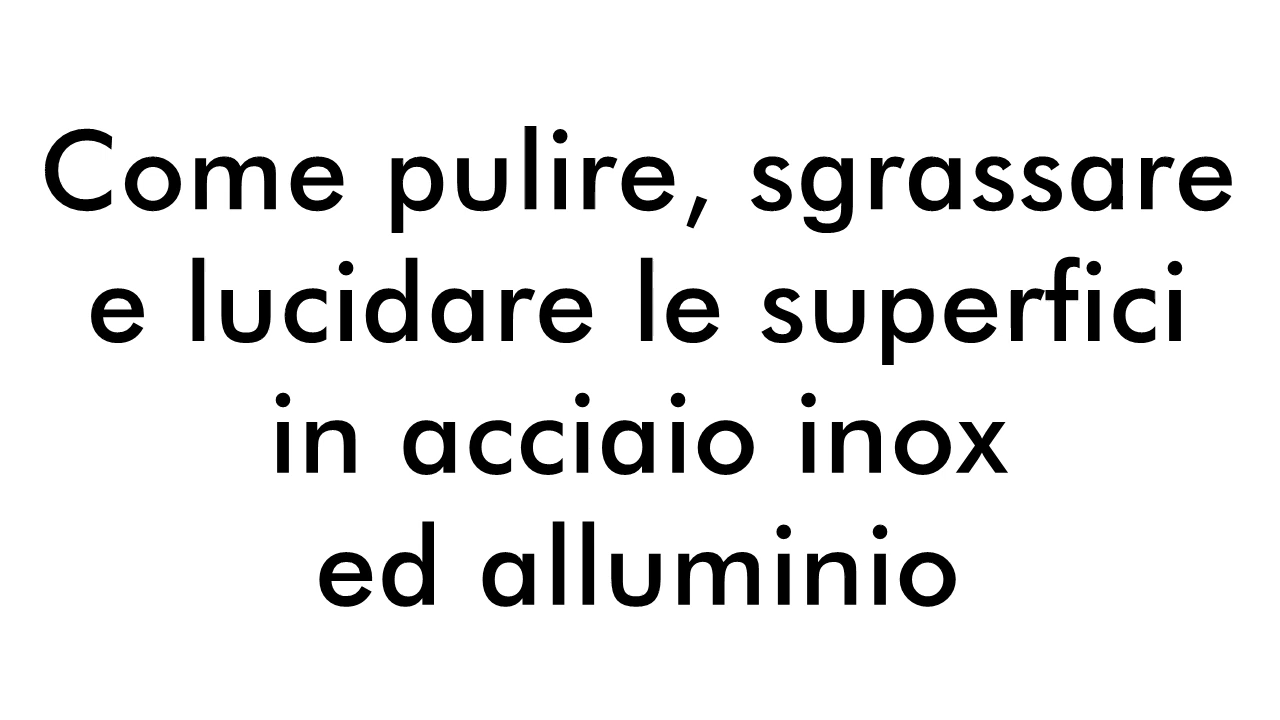 Come pulire, sgrassare
e lucidare le superfici
in acciaio inox
ed alluminio